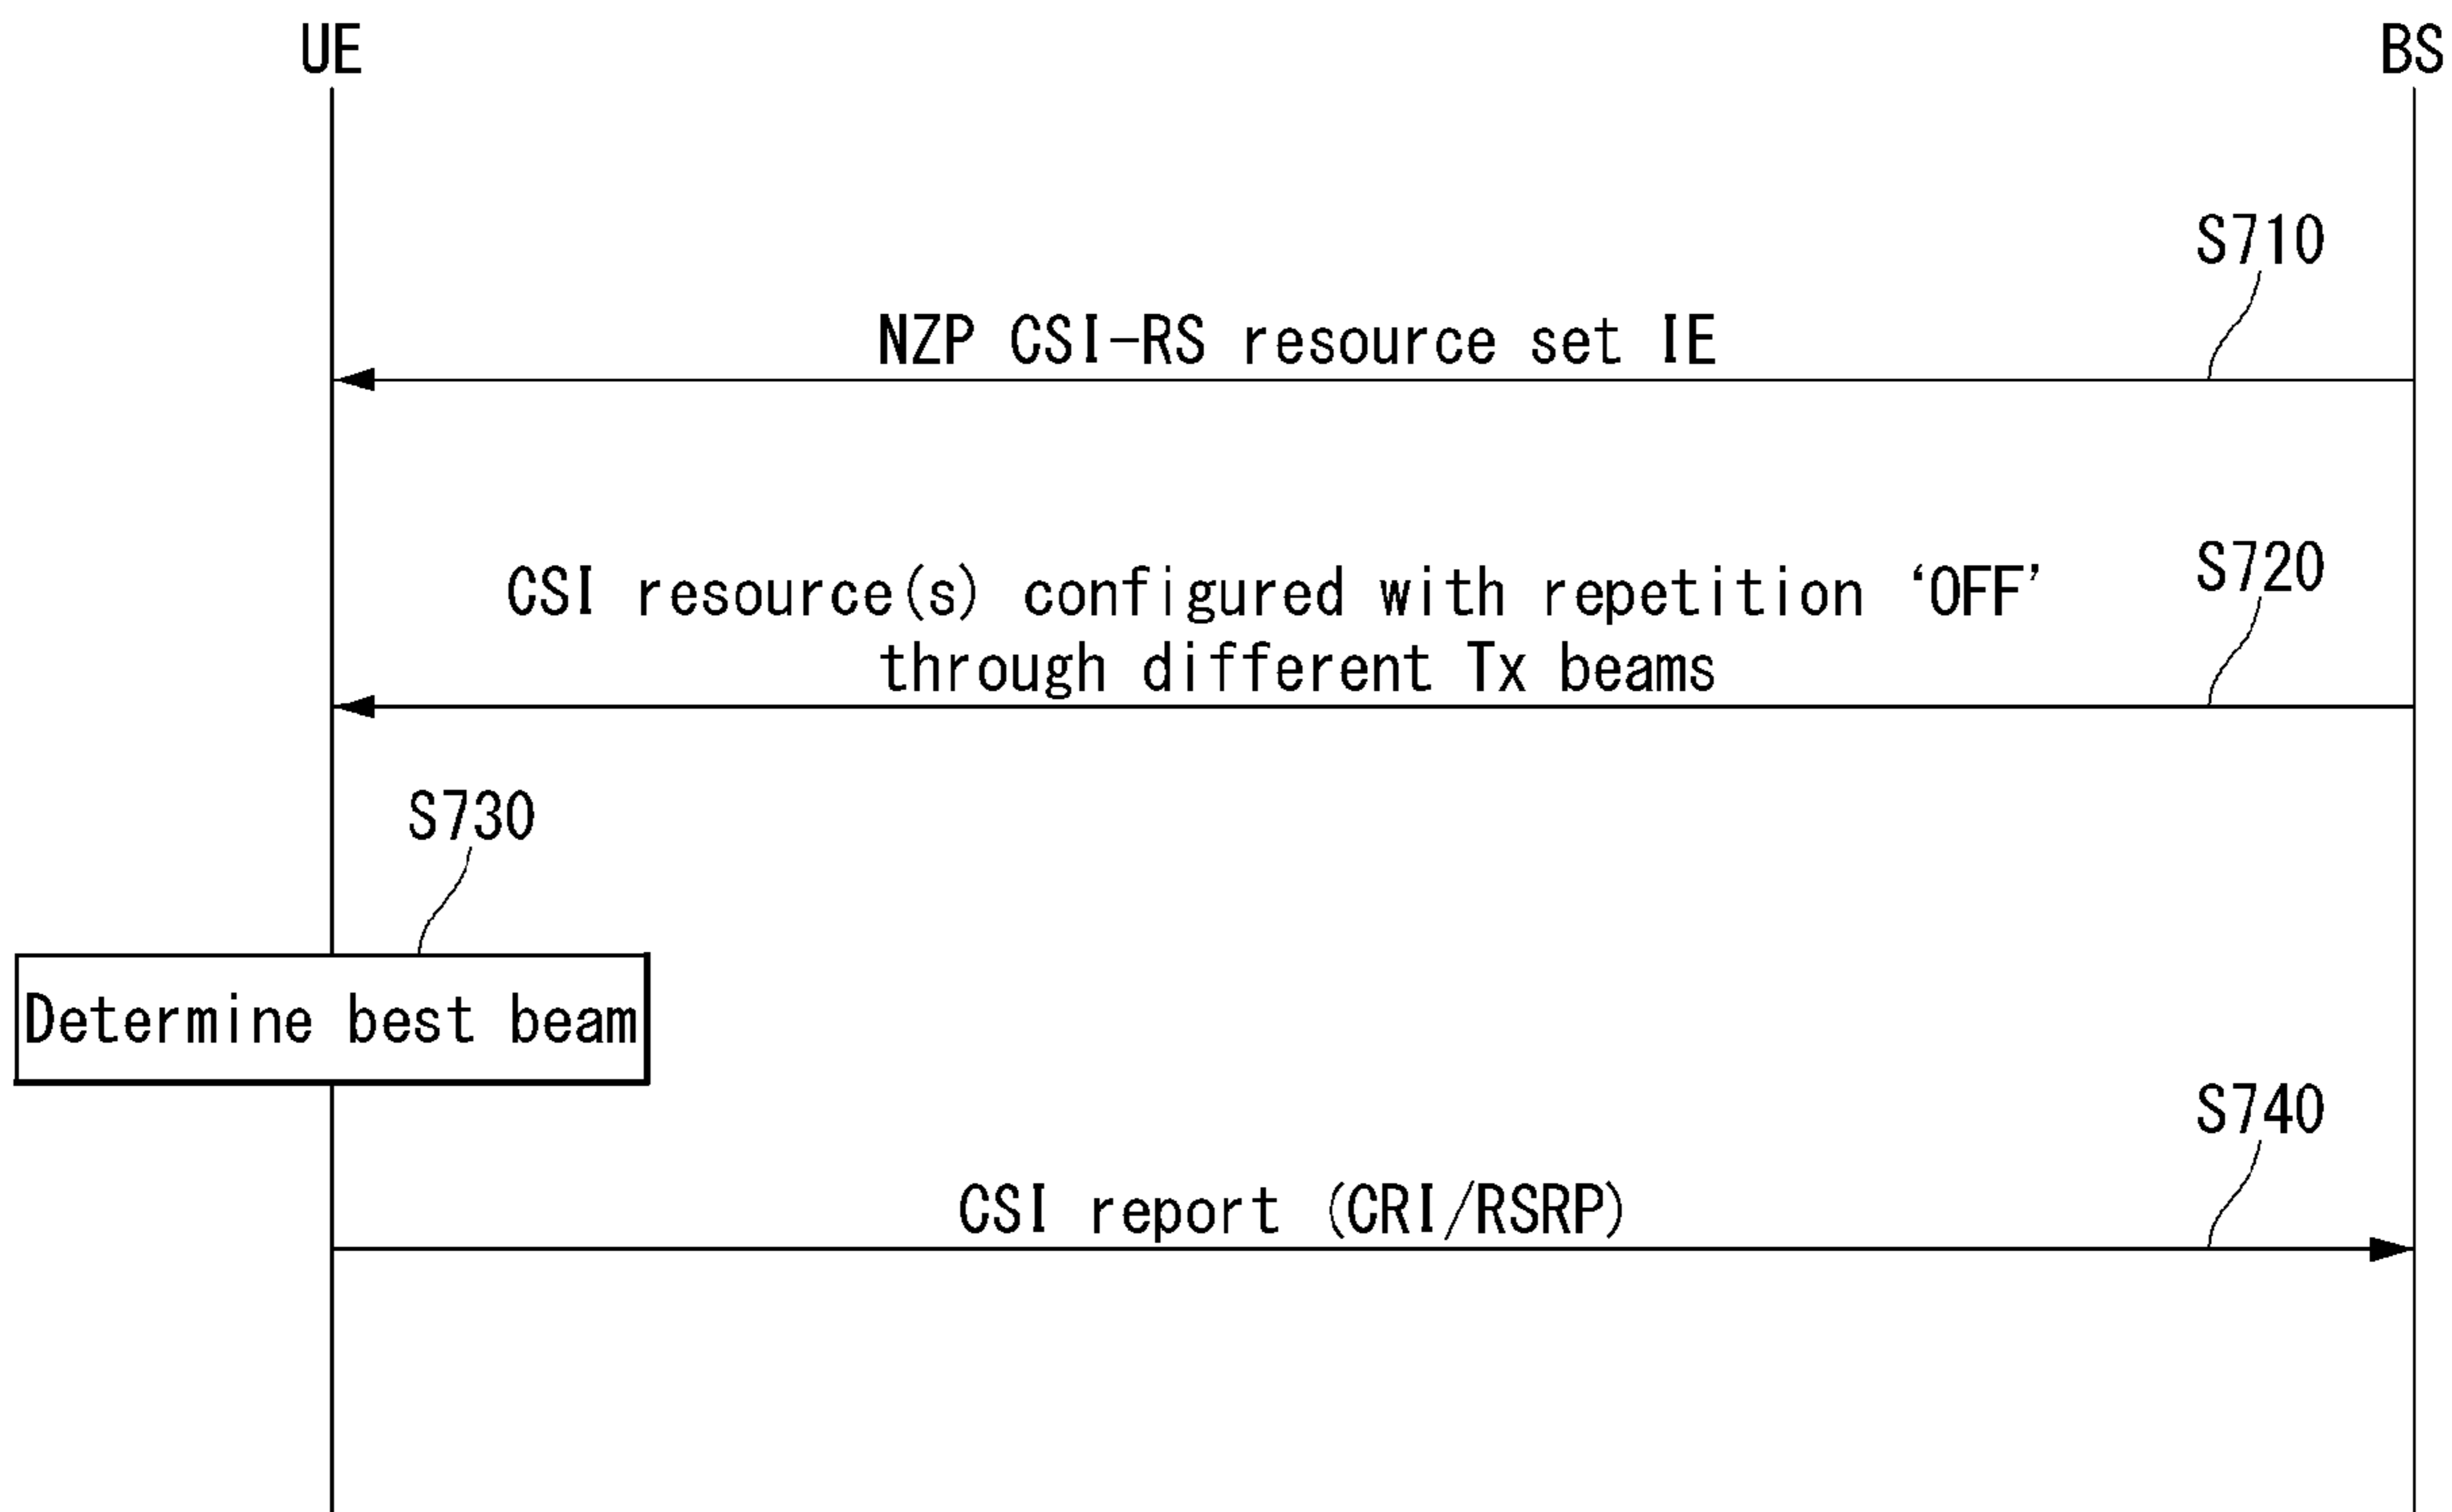 UE
BS
S710
NZP CSI-RS resource set IE
S720
CSI resource(s) configured with repetition ‘OFF’
through different Tx beams
S730
Determine best beam
S740
CSI report (CRI/RSRP)